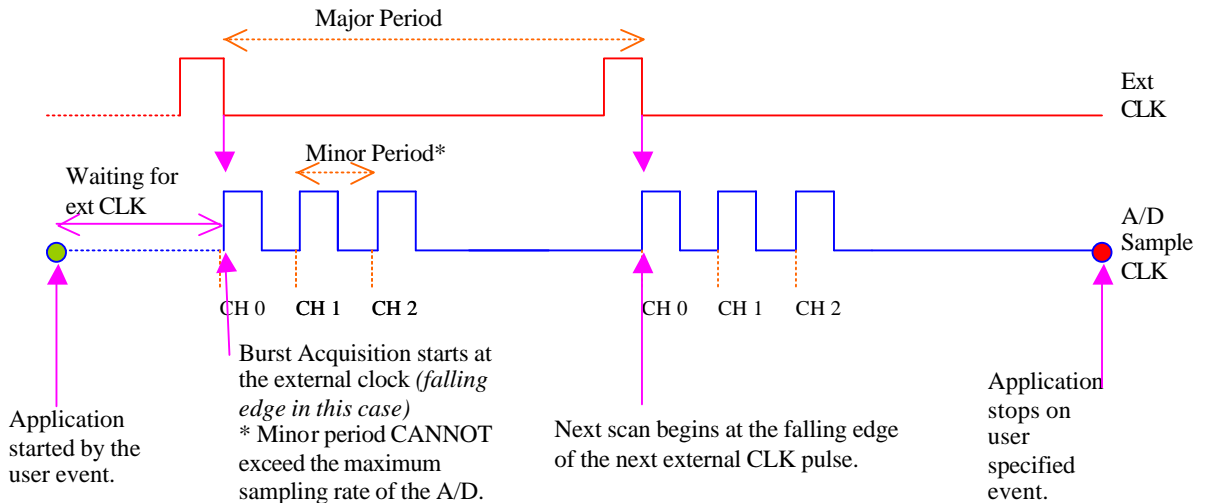 Major Period
Ext
CLK
Minor Period*
Waiting for
ext CLK
A/D
Sample
CLK
CH 0
CH 1
CH 2
CH 0
CH 1
CH 2
Burst Acquisition starts at
the external clock (falling
edge in this case)
* Minor period CANNOT
exceed the maximum
sampling rate of the A/D.
Application
started by the
user event.
Next scan begins at the falling edge
of the next external CLK pulse.
Application
stops on
user
specified
event.